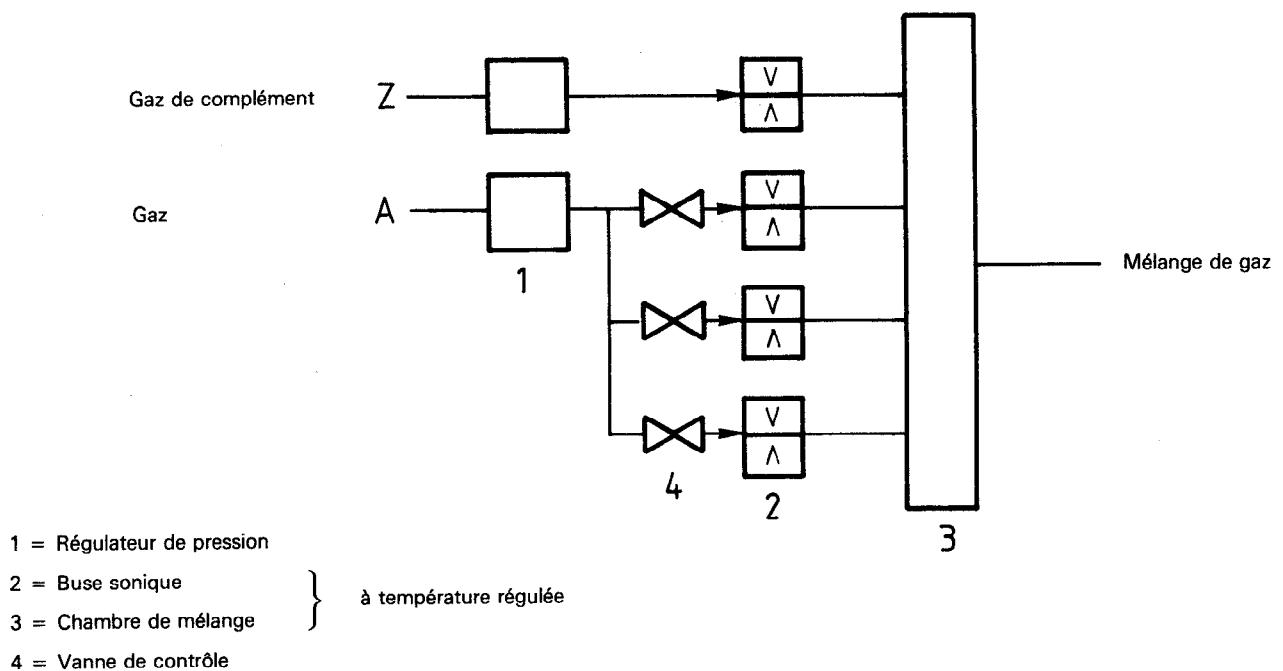 Gaz de complément Z
Gaz A
1
Mélange de gaz
4
2
3
1 = Régulateur de pression
2 = Buse sonique
à température régulée
3 = Chambre de mélange
4 = Vanne de contrôle